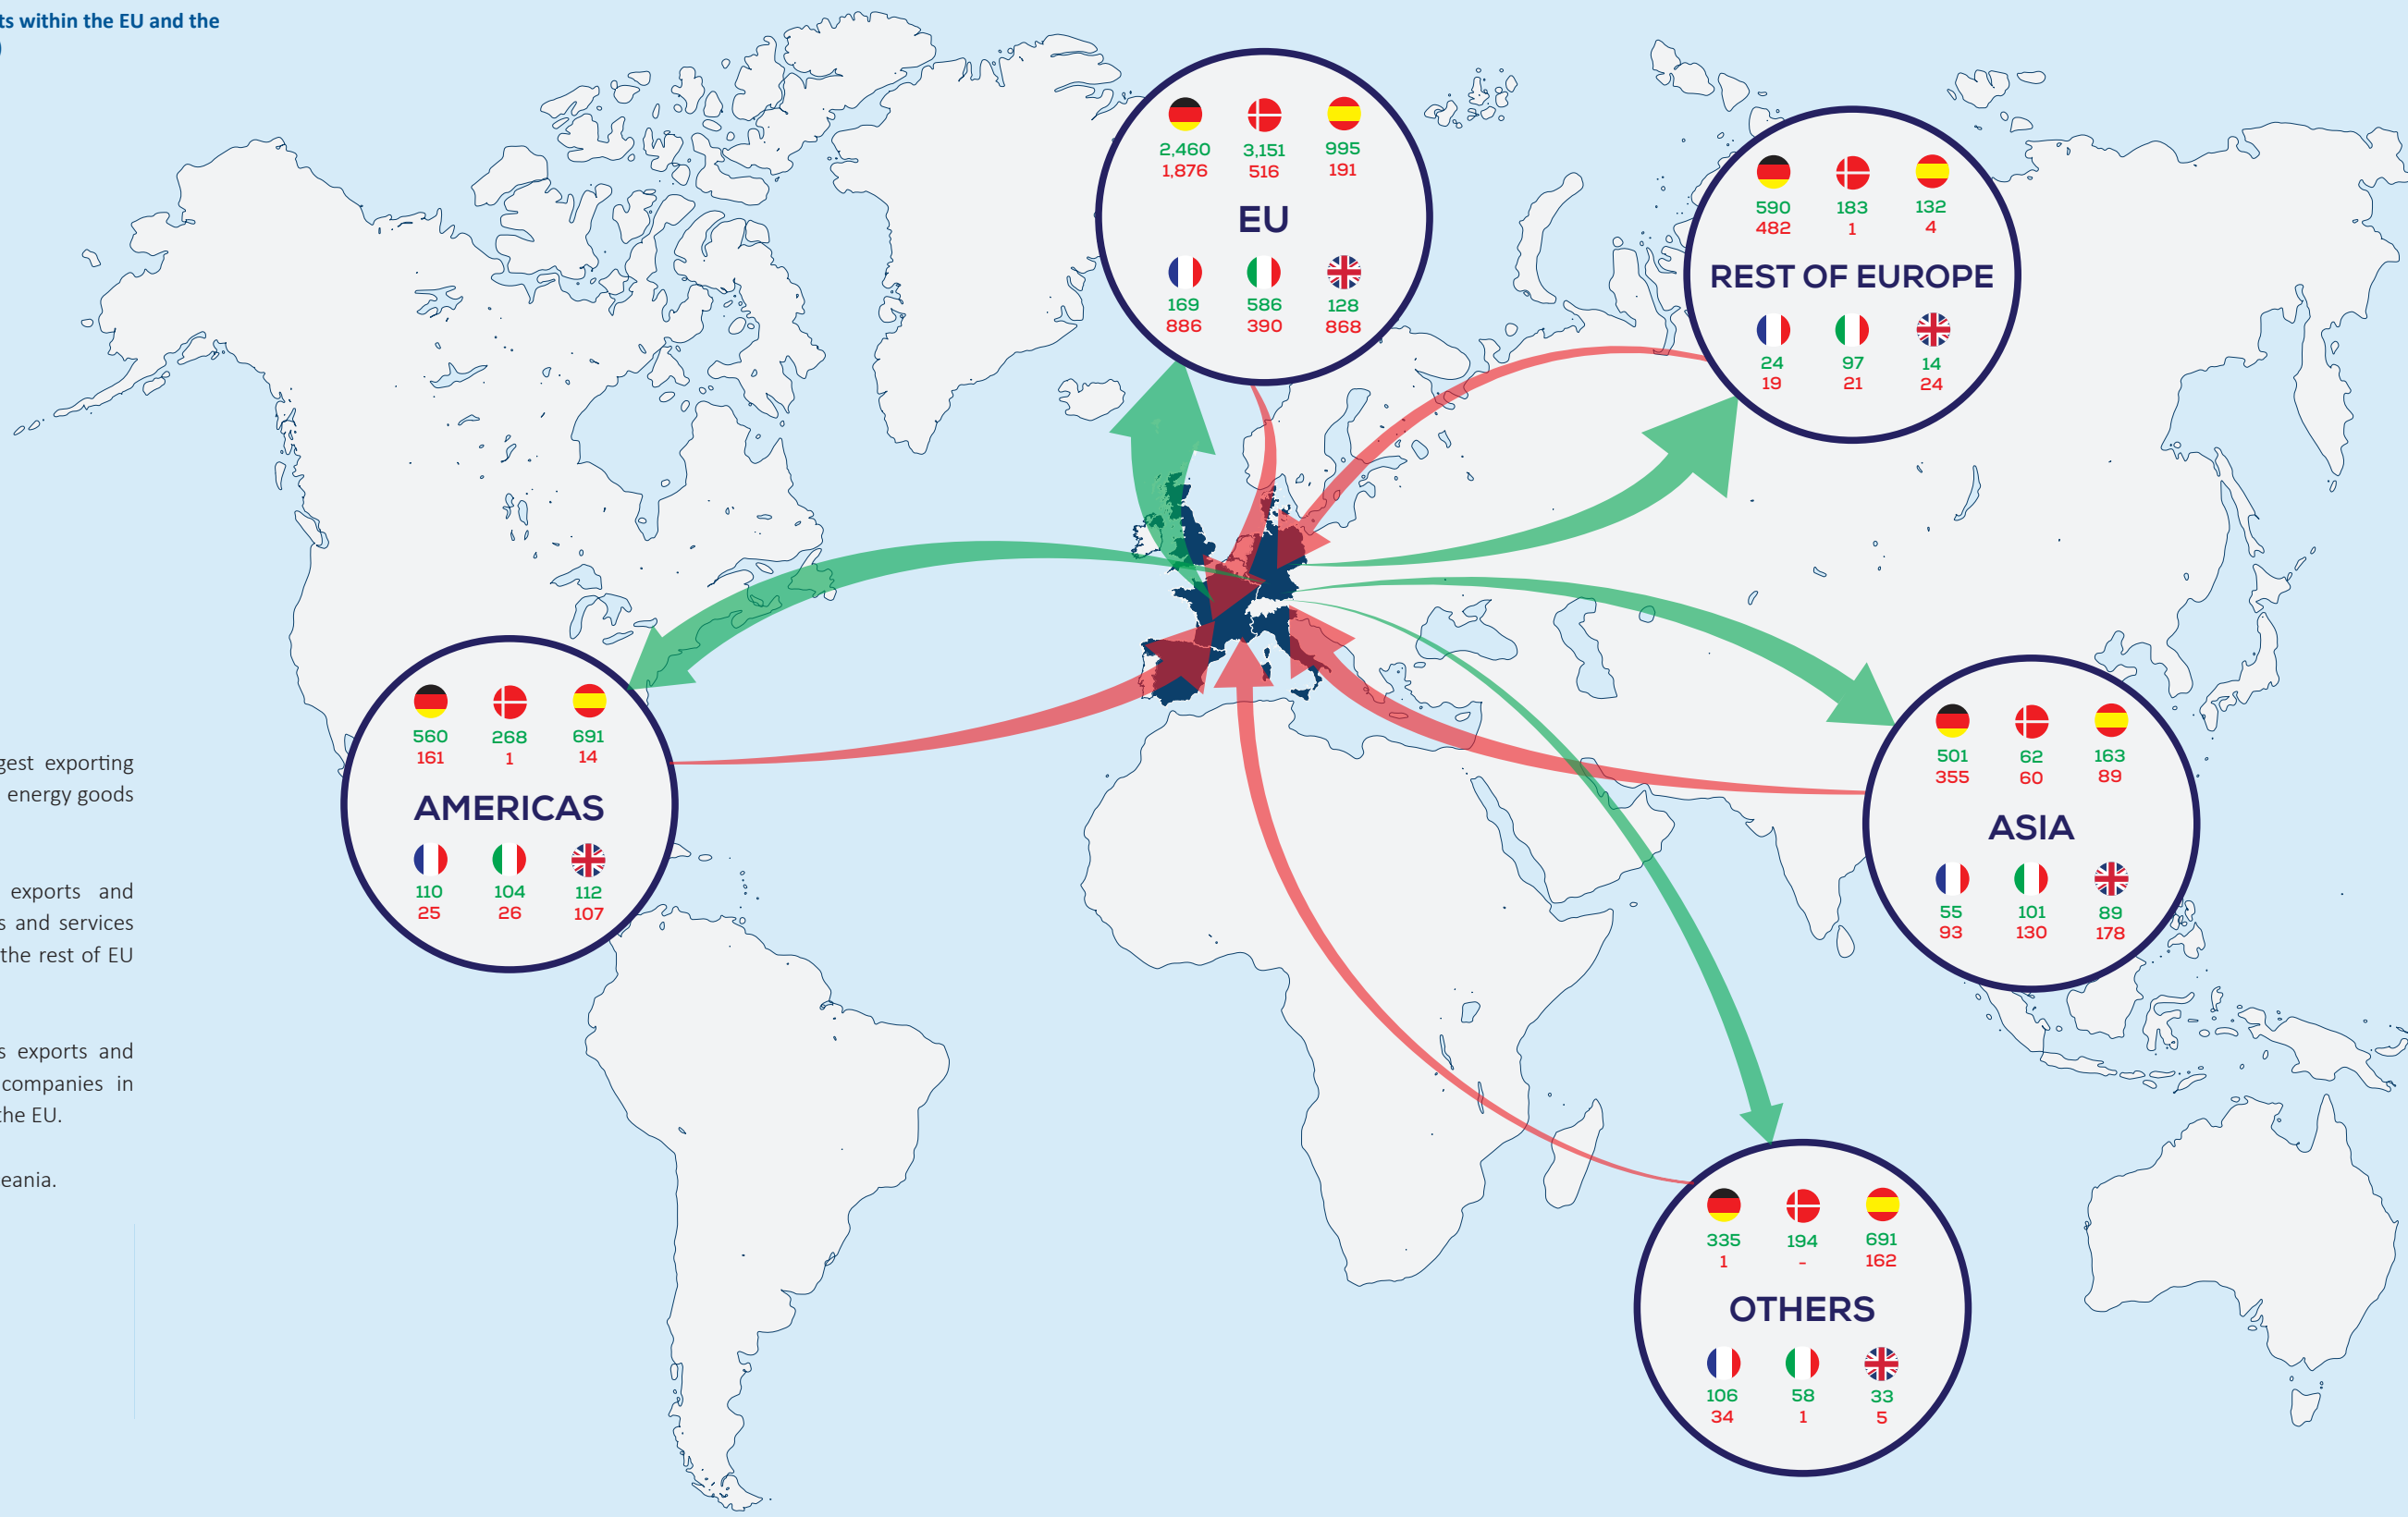 ts within the EU and the
)
2,460 3,151 995
1,876 516 191
EU
169 586 128
886 390 868
590 183 132
482 1 4
REST OF EUROPE
24 97 14
19 21 24
560 268 691
161 1 14
AMERICAS
110 104 112
25 26 107
501 62 163
355 60 89
ASIA
55 101 89
93 130 178
335 194 691
1 - 162
OTHERS
106 58 33
34 1 5
gest exporting
energy goods
exports and
s and services
the rest of EU
s exports and
companies in
the EU.
eania.